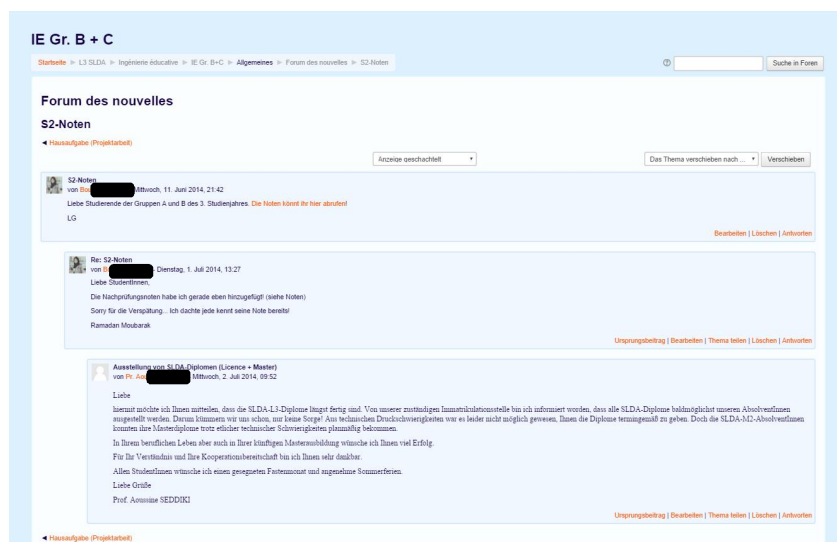 IE Gr. B + C
Startseite ► L3 SLDA ► Ingénierie éducative ► IE Gr. B+C ► Allgemeines ► Forum des nouvelles ► S2-Noten
Suche in Foren
Forum des nouvelles
S2-Noten
◄ Hausaufgabe (Projektarbeit)
Anzeige geschachtelt
Das Thema verschieben nach ...
Verschieben
S2-Noten
von Mittwoch, 11. Juni 2014, 21:42
Liebe Studierende der Gruppen A und B des 3. Studienjahres. Die Noten könnt ihr hier abrufen!
LG
Bearbeiten | Löschen | Antworten
Re: S2-Noten
von - Dienstag, 1. Juli 2014, 13:27
Liebe StudentInnen,
Die Nachprüfungsnoten habe ich gerade eben hinzugefügt! (siehe Noten)
Sorry für die Verspätung... Ich dachte jede kennt seine Note bereits!
Ramadan Moubarak
Ursprungsbeitrag | Bearbeiten | Thema teilen | Löschen | Antworten
Ausstellung von SLDA-Diplomen (Licence + Master)
von Pr. Mittwoch, 2. Juli 2014, 09:52
Liebe
hiermit möchte ich Ihnen mitteilen, dass die SLDA-L3-Diplome längst fertig sind. Von unserer zuständigen Immatrikulationsstelle bin ich informiert worden, dass alle SLDA-Diplome baldmöglichst unseren AbsolventInnen
ausgestellt werden. Darum kümmern wir uns schon, nur keine Sorge! Aus technischen Druckschwierigkeiten war es leider nicht möglich gewesen, Ihnen die Diplome termingemäß zu geben. Doch die SLDA-M2-AbsolventInnen
konnten ihre Masterdiplome trotz etlicher technischer Schwierigkeiten planmäßig bekommen.
In Ihrem beruflichen Leben aber auch in Ihrer künftigen Masterausbildung wünsche ich Ihnen viel Erfolg.
Für Ihr Verständnis und Ihre Kooperationsbereitschaft bin ich Ihnen sehr dankbar.
Allen StudentInnen wünsche ich einen gesegneten Fastenmonat und angenehme Sommerferien.
Liebe Grüße
Prof. Aoussine SEDDIKI
Ursprungsbeitrag | Bearbeiten | Thema teilen | Löschen | Antworten
◄ Hausaufgabe (Projektarbeit)